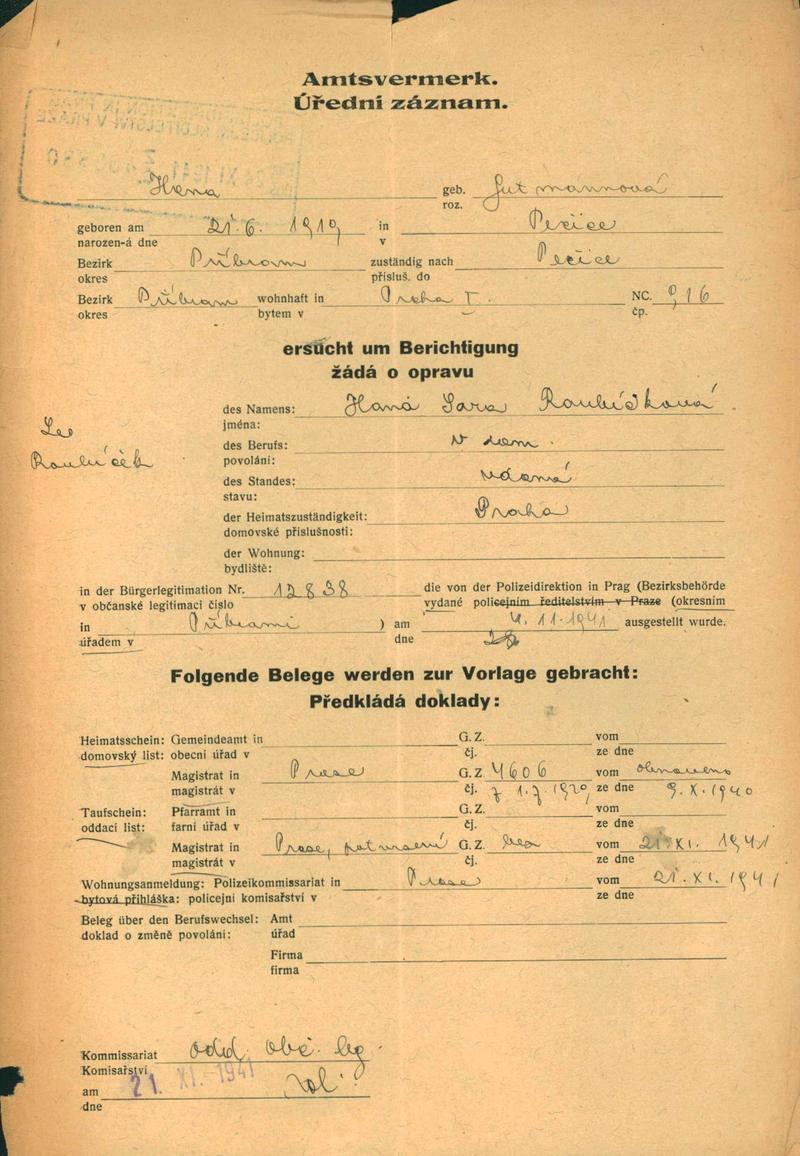 Amtsvermerk.
Úřední záznam.
Hana geb. Gutmannová
roz.
geboren am 21. 6. 1919 in Pečice
narozen-á dne v
Bezirk Příbram zuständig nach Pečice
okres přísluš. do
Bezirk Příbram wohnhaft in Praha I. NC. 916
okres bytem v čp.
ersucht um Berichtigung
žádá o opravu
des Namens: Hana Sara Roubíčková
jména:
Leo
Roubíček
des Berufs: v dom.
povolání:
des Standes: vdaná
stavu:
der Heimatszuständigkeit: Praha
domovské příslušnosti:
der Wohnung:
bydliště:
in der Bürgerlegitimation Nr. 12838 die von der Polizeidirektion in Prag (Bezirksbehörde
v občanské legitimaci číslo vydané policejním ředitelstvím v Praze (okresním
in Příbrami ) am 4. 11. 1941 ausgestellt wurde.
úřadem v dne
Folgende Belege werden zur Vorlage gebracht:
Předkládá doklady:
Heimatsschein: Gemeindeamt in G. Z. vom
domovský list: obecní úřad v čj. ze dne
Magistrat in Praze G. Z. 4606 vom obnoveno
magistrát v čj. z 1. 7. 1920, ze dne 9. X. 1940
Taufschein: Pfarramt in G. Z. vom
oddací list: farní úřad v čj. ze dne
Magistrat in Praze, potvrzení G. Z. bez vom 21. XI. 1941
magistrát v čj. ze dne
Wohnungsanmeldung: Polizeikommissariat in Praze vom 21. XI. 1941
bytová přihláška: policejní komisařství v ze dne
Beleg über den Berufswechsel: Amt
doklad o změně povolání: úřad
Firma
firma
Kommissariat odd. obč. leg.
Komisařství
am 21. XI. 1941
dne